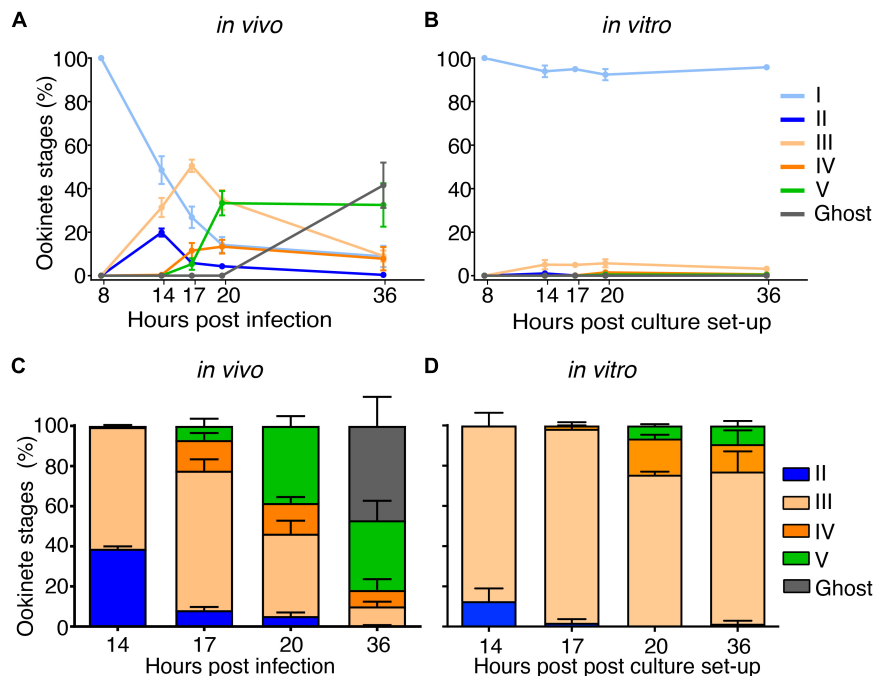 A
in vivo
B
in vitro
Ookinete stages (%)
100
80
60
40
20
0
8
14
17
20
36
Hours post infection
100
80
60
40
20
0
8
14
17
20
36
Hours post culture set-up
I
II
III
IV
V
Ghost
C
in vivo
D
in vitro
Ookinete stages (%)
100
80
60
40
20
0
14
17
20
36
Hours post infection
14
17
20
36
Hours post post culture set-up
II
III
IV
V
Ghost